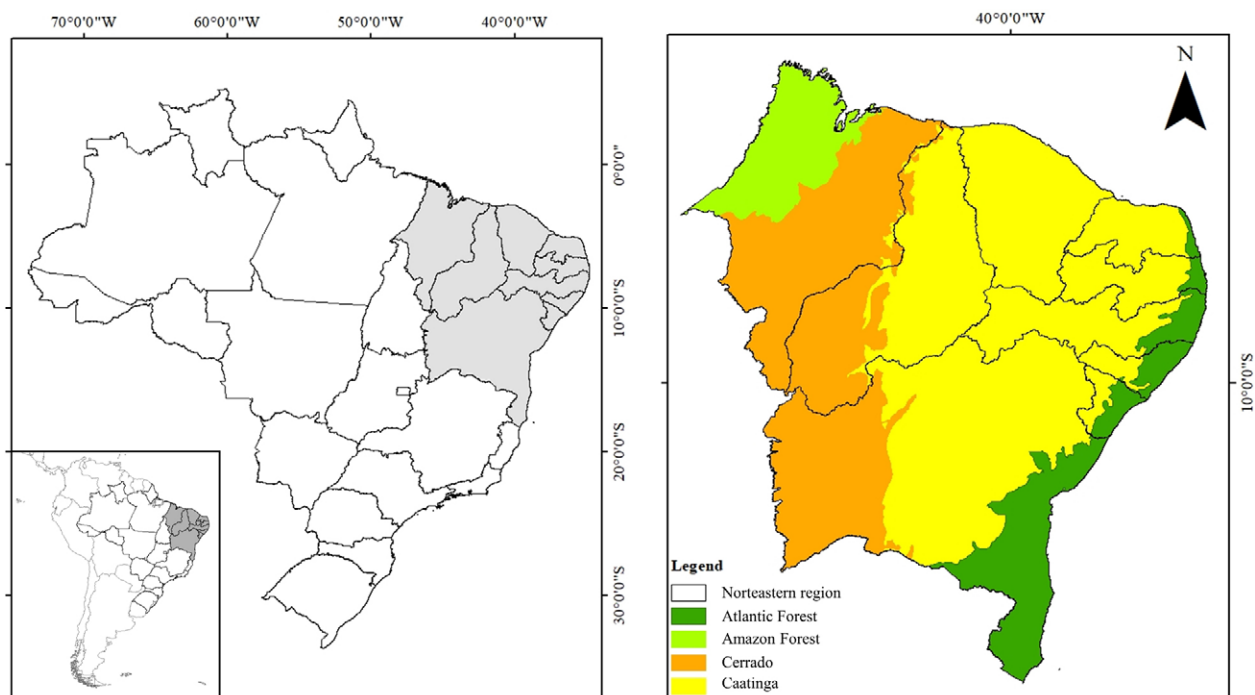 70°0'0"W 60°0'0"W 50°0'0"W 40°0'0"W
0°0'0"
10°0'0"S
20°0'0"S
30°0'0"S
40°0'0"W
N
10°0'0"S
Legend
Norteastern region
Atlantic Forest
Amazon Forest
Cerrado
Caatinga